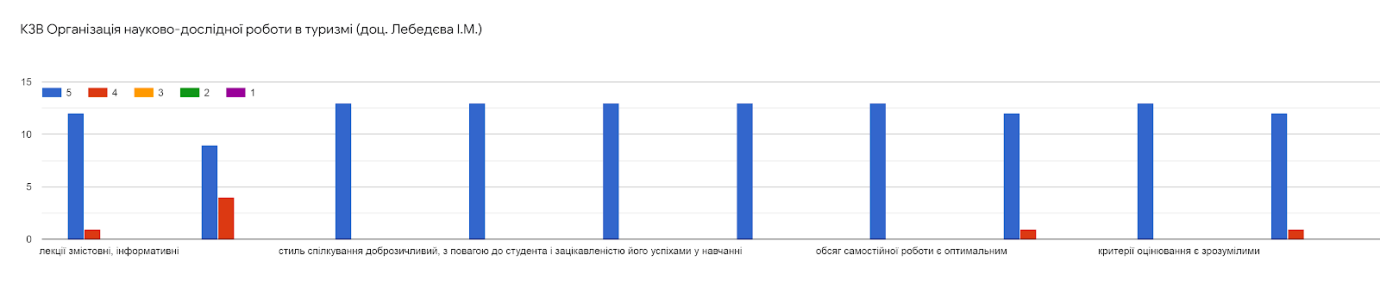 КЗВ Організація науково-дослідної роботи в туризмі (доц. Лебедєва І.М.)
15
5 4 3 2 1
10
5
0
лекції змістовні, інформативні стиль спілкування доброзичливий, з повагою до студента і зацікавленістю його успіхами у навчанні обсяг самостійної роботи є оптимальним критерії оцінювання є зрозумілими